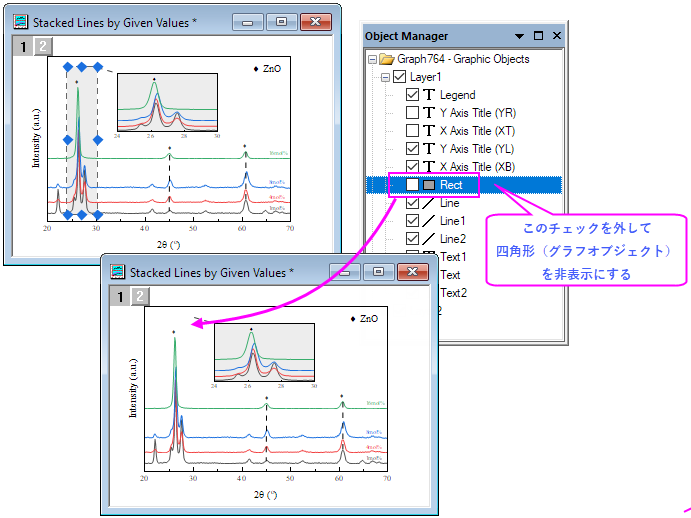 Stacked Lines by Given Values *
1 2
ZnO
24 26 28 30
Intensity (a.u.)
20 30 40 50 60 70
2θ (°)
Object Manager
Graph764 - Graphic Objects
Layer1
Legend
Y Axis Title (YR)
X Axis Title (XT)
Y Axis Title (YL)
X Axis Title (XB)
Rect
Line
Line1
Line2
Text1
Text
Text2
このチェックを外して
四角形（グラフオブジェクト）
を非表示にする
Stacked Lines by Given Values *
1 2
ZnO
24 26 28 30
Intensity (a.u.)
20 30 40 50 60 70
2θ (°)